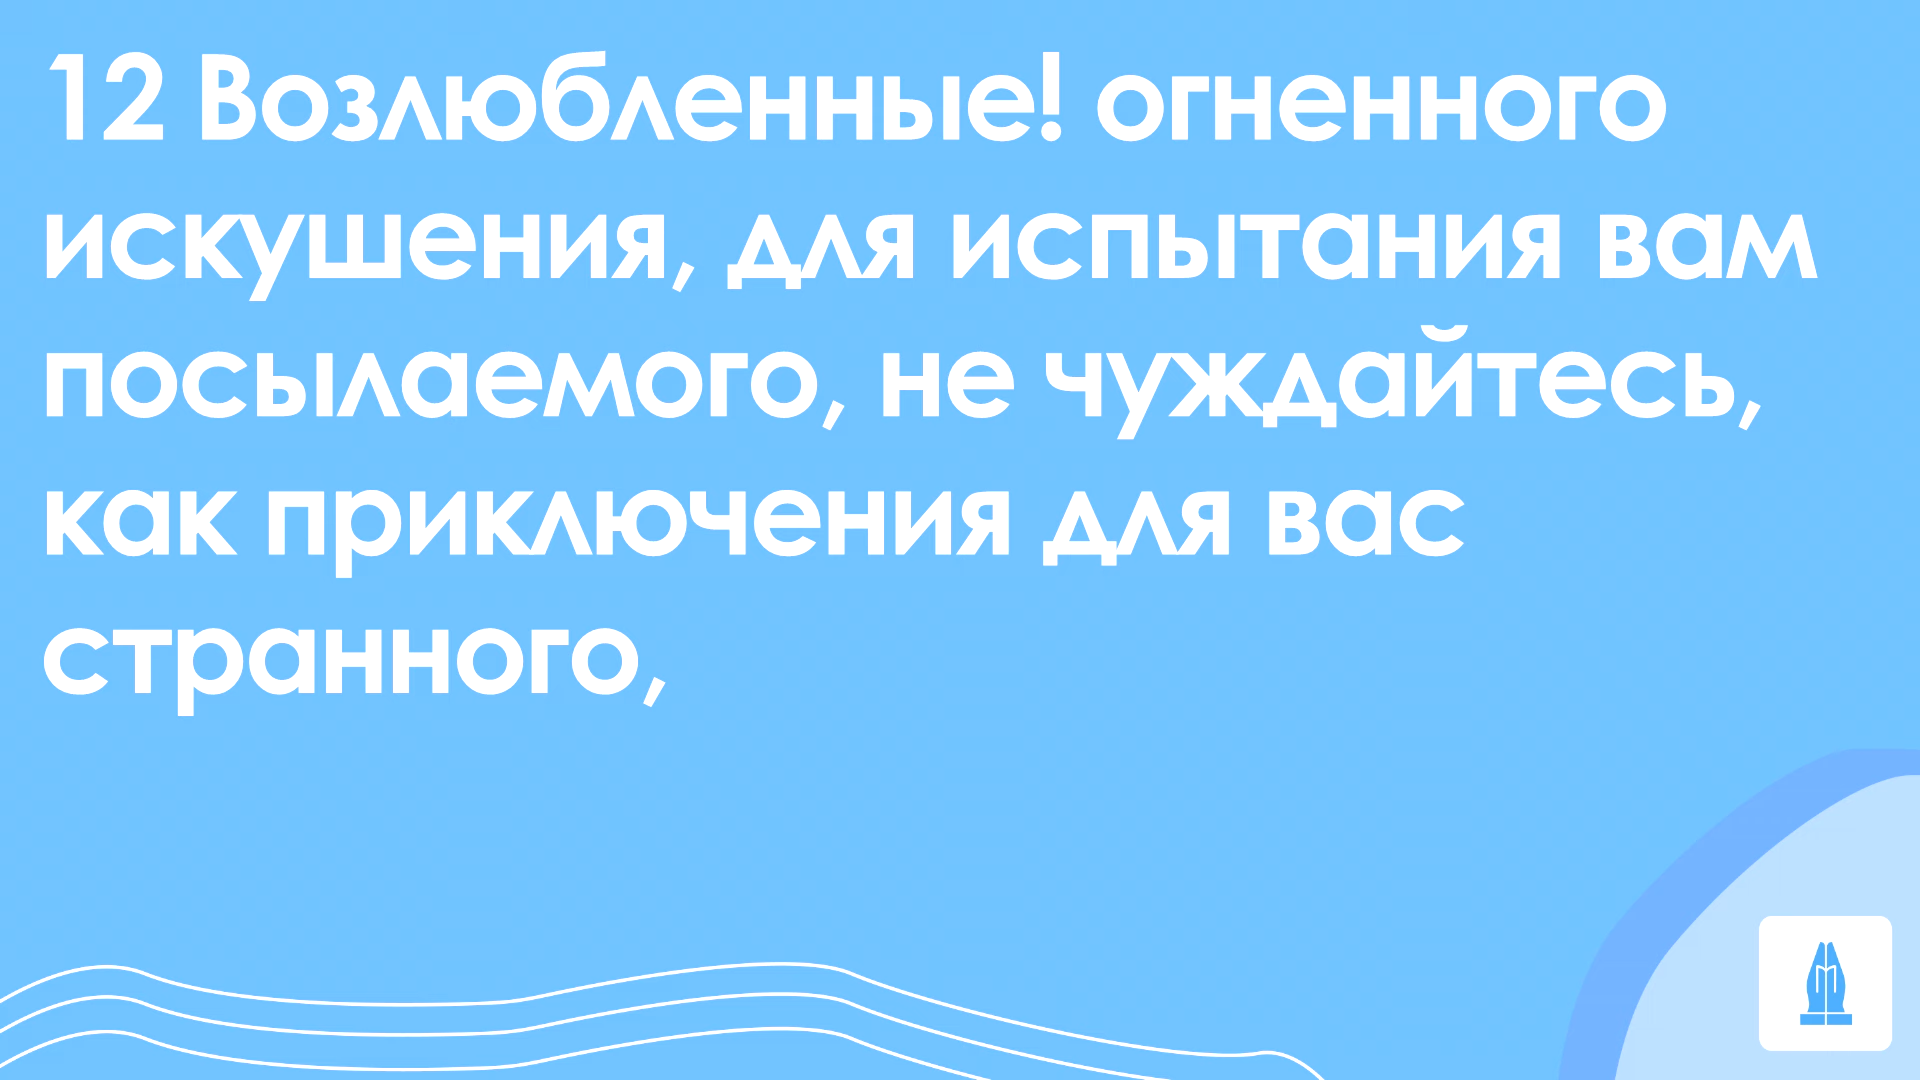 12 Возлюбленные! огненного
искушения, для испытания вам
посылаемого, не чуждайтесь,
как приключения для вас
странного,